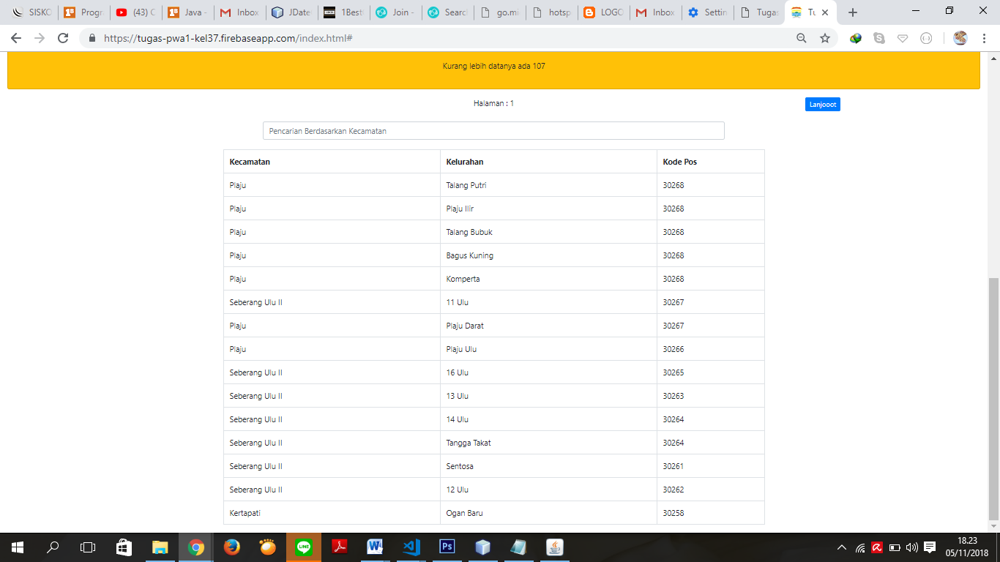 SISKO Progr (43) C Java - Inbox JDate 1Best Join - Searc go.mi hotsp LOGO Inbox Settin Tugas Tu
https://tugas-pwa1-kel37.firebaseapp.com/index.html#
Kurang lebih datanya ada 107
Halaman : 1
Lanjooot
Pencarian Berdasarkan Kecamatan
Kecamatan Kelurahan Kode Pos
Plaju Talang Putri 30268
Plaju Plaju Ilir 30268
Plaju Talang Bubuk 30268
Plaju Bagus Kuning 30268
Plaju Komperta 30268
Seberang Ulu II 11 Ulu 30267
Plaju Plaju Darat 30267
Plaju Plaju Ulu 30266
Seberang Ulu II 16 Ulu 30265
Seberang Ulu II 13 Ulu 30263
Seberang Ulu II 14 Ulu 30264
Seberang Ulu II Tangga Takat 30264
Seberang Ulu II Sentosa 30261
Seberang Ulu II 12 Ulu 30262
Kertapati Ogan Baru 30258
LINE
W
Ps
18.23
05/11/2018